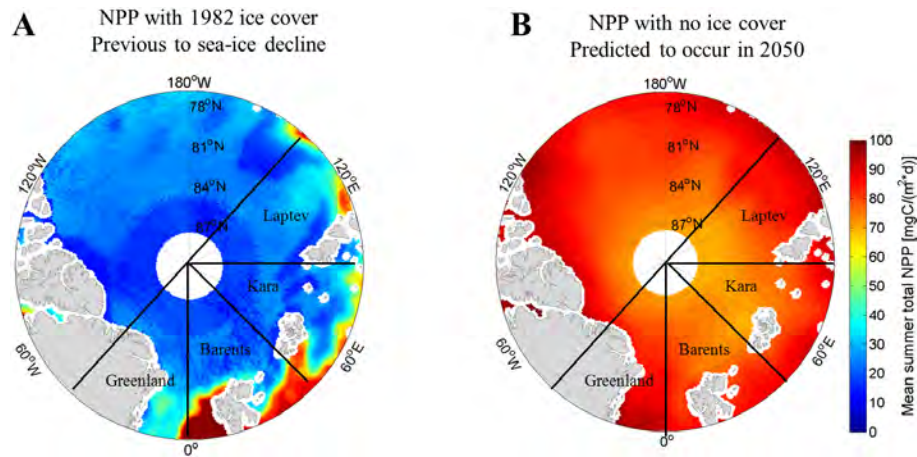 A
NPP with 1982 ice cover
Previous to sea-ice decline
180°W
78°N
81°N
84°N
87°N
120°W
120°E
60°W
60°E
0°
Laptev
Kara
Barents
Greenland
B
NPP with no ice cover
Predicted to occur in 2050
180°W
78°N
81°N
84°N
87°N
120°W
120°E
60°W
60°E
0°
Laptev
Kara
Barents
Greenland
100
90
80
70
60
50
40
30
20
10
0
Mean summer total NPP [mgC/(m²*d)]